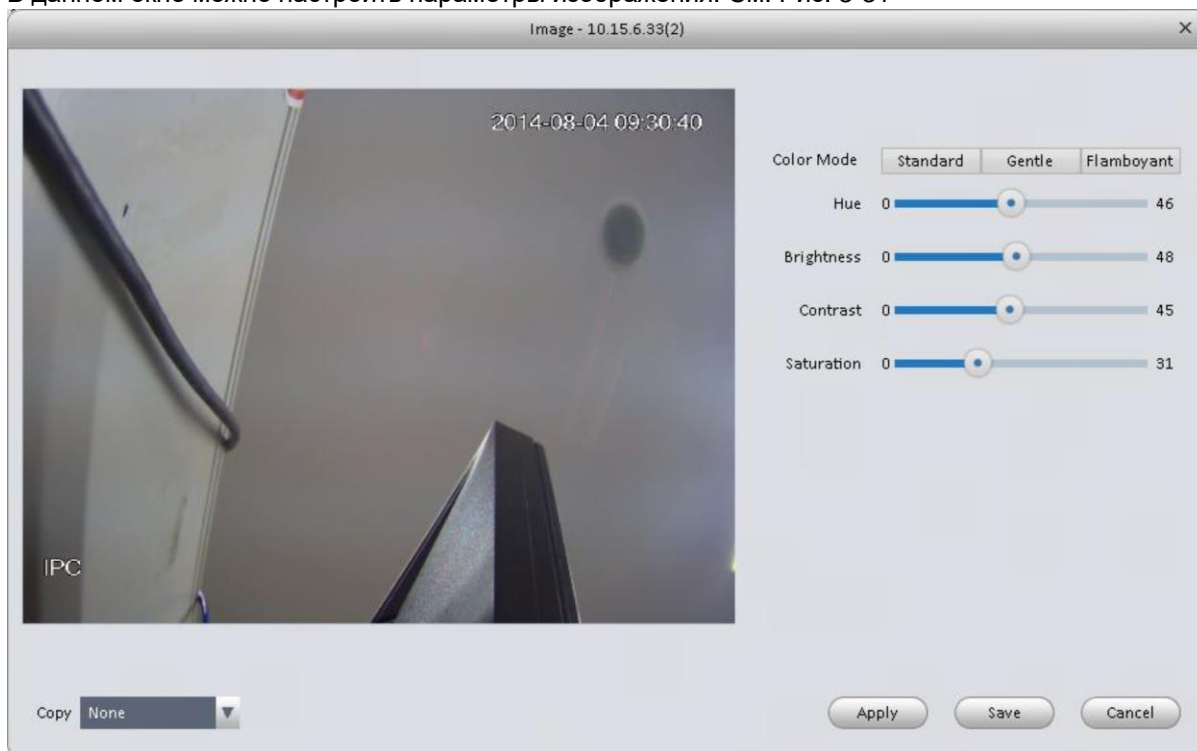 Image - 10.15.6.33(2)
2014-08-04 09:30:40
Color Mode Standard Gentle Flamboyant
Hue 0 46
Brightness 0 48
Contrast 0 45
Saturation 0 31
IPC
Copy None
Apply Save Cancel